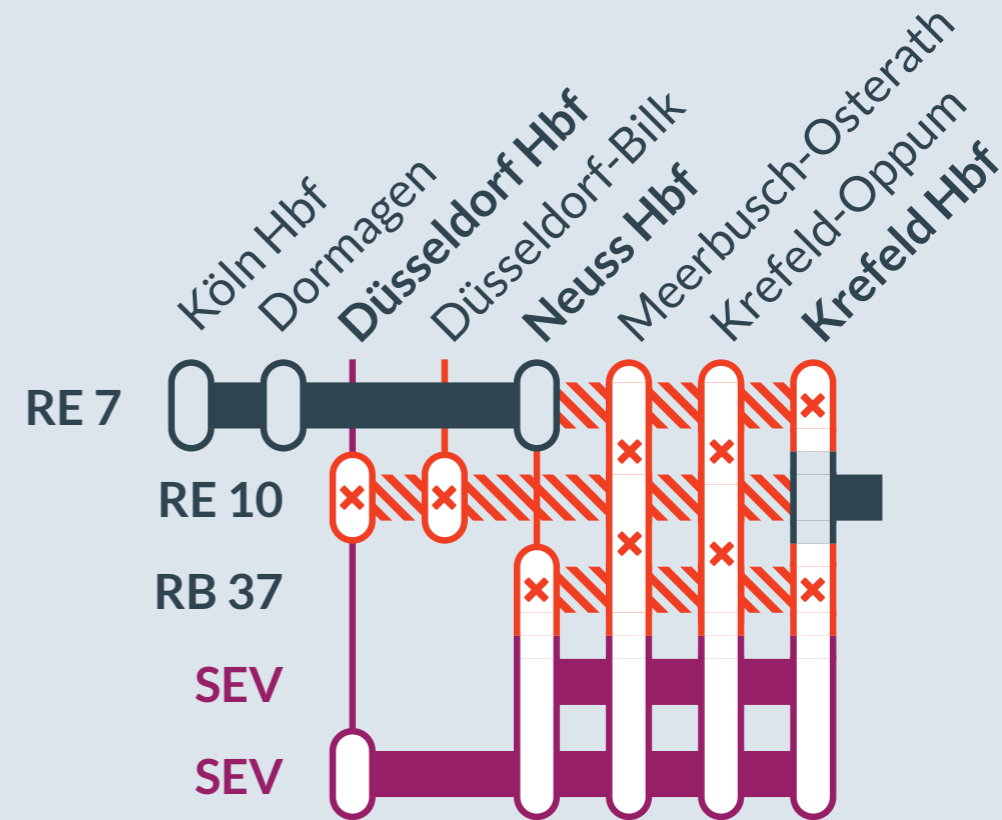 Köln Hbf
Dormagen
Düsseldorf Hbf
Düsseldorf-Bilk
Neuss Hbf
Meerbusch-Osterath
Krefeld-Oppum
Krefeld Hbf
RE 7
RE 10
RB 37
SEV
SEV